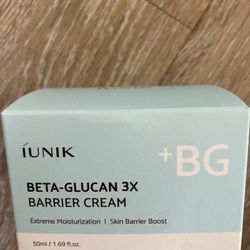 iUNIK
+BG
BETA-GLUCAN 3X
BARRIER CREAM
Extreme Moisturization | Skin Barrier Boost
50ml / 1.69 fl.oz.